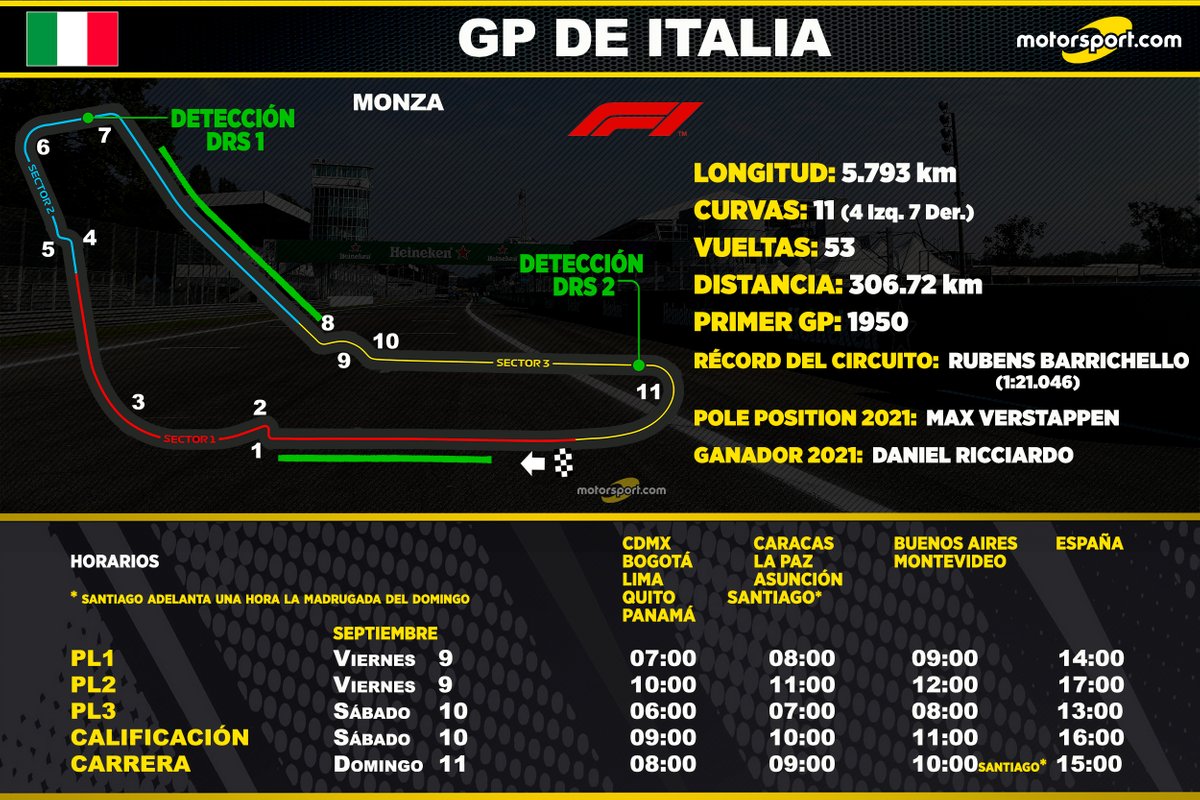 GP DE ITALIA
motorsport.com
MONZA
F1
DETECCIÓN
DRS 1
6
7
SECTOR 2
5
4
Heineken
Heineken
DETECCIÓN
DRS 2
8
9
10
SECTOR 3
11
3
2
SECTOR 1
1
motorsport.com
LONGITUD: 5.793 km
CURVAS: 11 (4 Izq. 7 Der.)
VUELTAS: 53
DISTANCIA: 306.72 km
PRIMER GP: 1950
RÉCORD DEL CIRCUITO: RUBENS BARRICHELLO
(1:21.046)
POLE POSITION 2021: MAX VERSTAPPEN
GANADOR 2021: DANIEL RICCIARDO
HORARIOS
* SANTIAGO ADELANTA UNA HORA LA MADRUGADA DEL DOMINGO
CDMX
BOGOTÁ
LIMA
QUITO
PANAMÁ
CARACAS
LA PAZ
ASUNCIÓN
SANTIAGO*
BUENOS AIRES
MONTEVIDEO
ESPAÑA
SEPTIEMBRE
PL1 VIERNES 9 07:00 08:00 09:00 14:00
PL2 VIERNES 9 10:00 11:00 12:00 17:00
PL3 SÁBADO 10 06:00 07:00 08:00 13:00
CALIFICACIÓN SÁBADO 10 09:00 10:00 11:00 16:00
CARRERA DOMINGO 11 08:00 09:00 10:00 SANTIAGO* 15:00